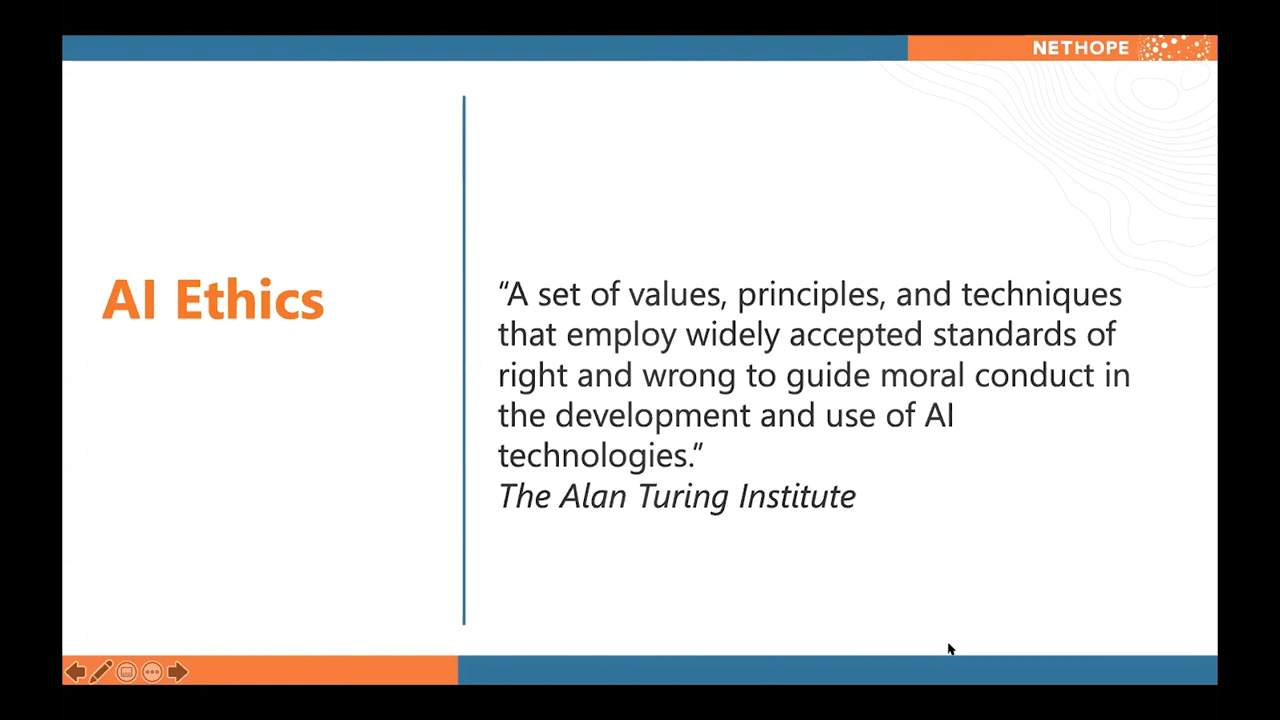 NETHOPE
AI Ethics
“A set of values, principles, and techniques
that employ widely accepted standards of
right and wrong to guide moral conduct in
the development and use of AI
technologies.”
The Alan Turing Institute